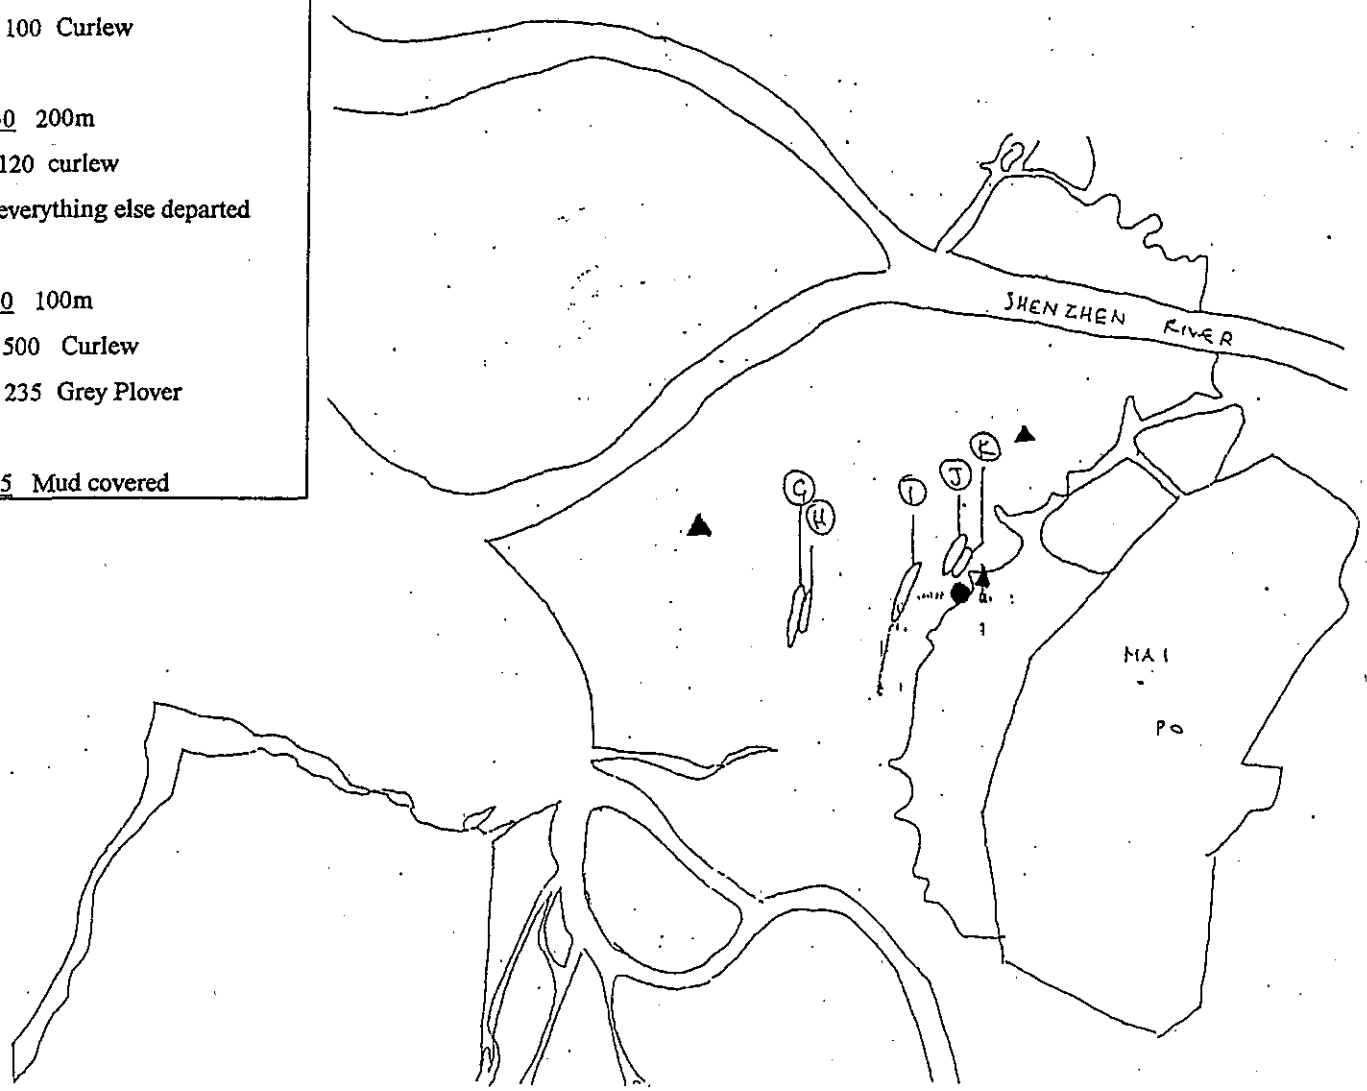 100 Curlew
0 200m
120 curlew
everything else departed
0 100m
500 Curlew
235 Grey Plover
5 Mud covered
SHENZHEN RIVER
K
J
G
I
H
MAI
PO